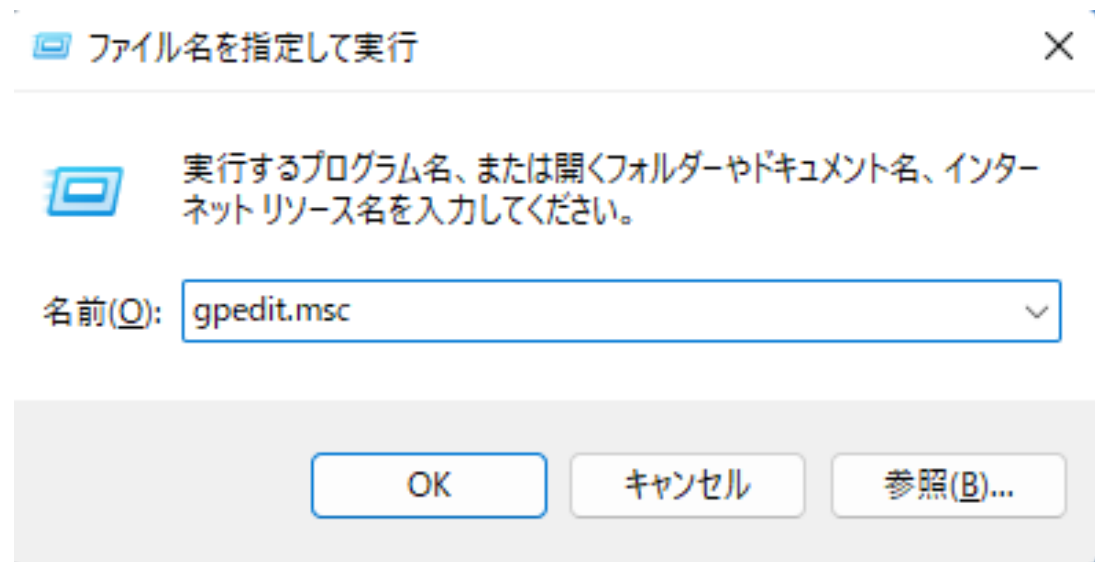 ファイル名を指定して実行
実行するプログラム名、または開くフォルダーやドキュメント名、インター
ネット リソース名を入力してください。
名前(O): gpedit.msc
OK キャンセル 参照(B)...